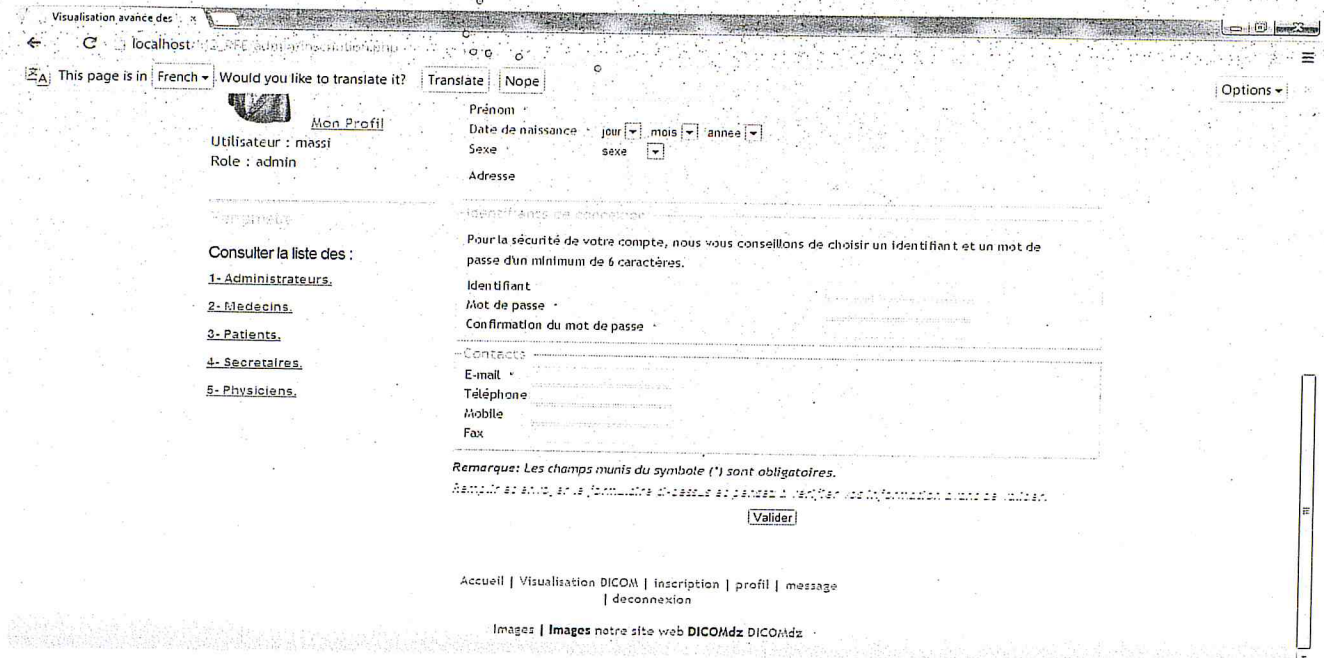 Visualisation avance des
localhost
This page is in French Would you like to translate it? Translate Nope
Options
Mon Profil
Utilisateur : massi
Role : admin
Consulter la liste des :
1- Administrateurs.
2- Medecins.
3- Patients.
4- Secretaires.
5- Physiciens.
Prénom *
Date de naissance * jour mois annee
Sexe * sexe
Adresse
Identifiants de connexion
Pour la sécurité de votre compte, nous vous conseillons de choisir un identifiant et un mot de
passe d'un minimum de 6 caractères.
Identifiant
Mot de passe *
Confirmation du mot de passe *
Contacts
E-mail *
Téléphone
Mobile
Fax
Remarque: Les champs munis du symbole (*) sont obligatoires.
Valider
Accueil | Visualisation DICOM | inscription | profil | message
| deconnexion
Images | Images notre site web DICOMdz DICOMdz